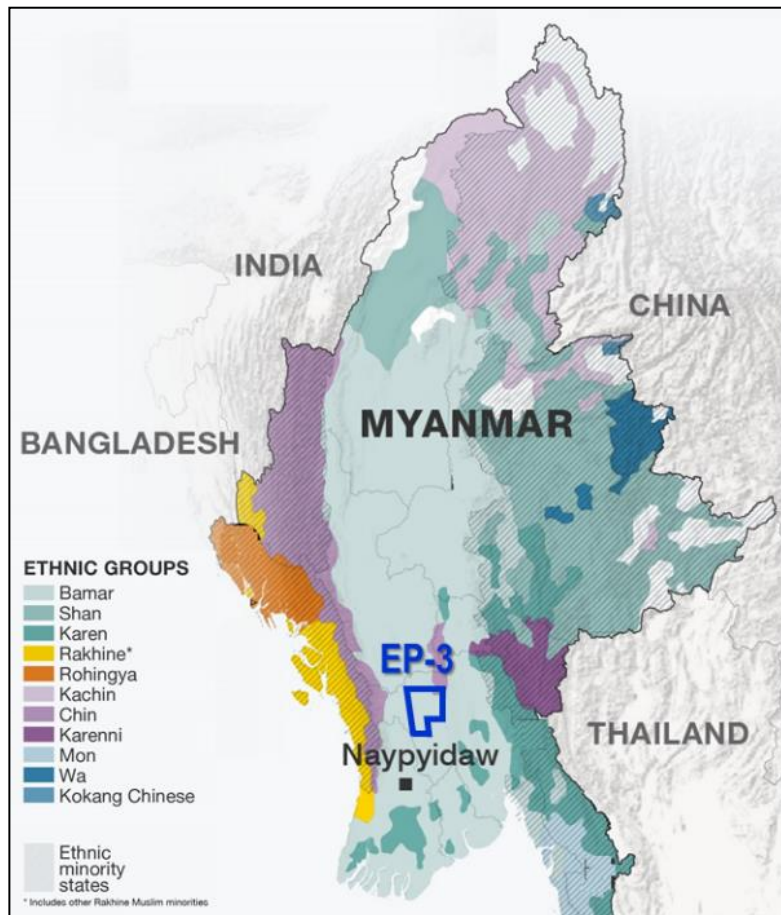 INDIA
CHINA
MYANMAR
BANGLADESH
ETHNIC GROUPS
Bamar
Shan
Karen
Rakhine*
Rohingya
Kachin
Chin
Karenni
Mon
Wa
Kokang Chinese
Ethnic
minority
states
* Includes other Rakhine Muslim minorities
EP-3
Naypyidaw
THAILAND